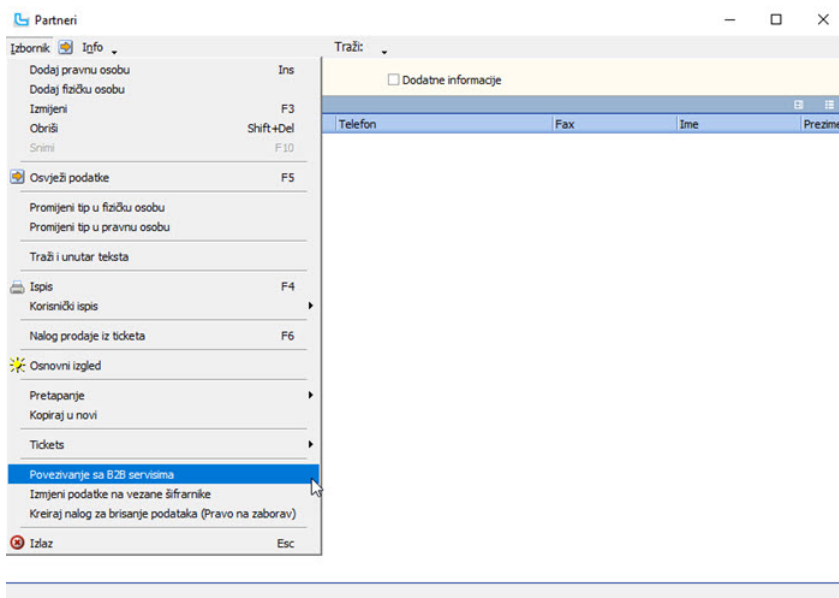 Partneri
Izbornik Info Traži:
Dodaj pravnu osobu Ins
Dodaj fizičku osobu
Dodatne informacije
Izmijeni F3
Obriši Shift+Del
Telefon Fax Ime Prezime
Snimi F10
Osvježi podatke F5
Promijeni tip u fizičku osobu
Promijeni tip u pravnu osobu
Traži i unutar teksta
Ispis F4
Korisnički ispis
Nalog prodaje iz ticketa F6
Osnovni izgled
Pretapanje
Kopiraj u novi
Tickets
Povezivanje sa B2B servisima
Izmjeni podatke na vezane šifrarnike
Kreiraj nalog za brisanje podataka (Pravo na zaborav)
Izlaz Esc